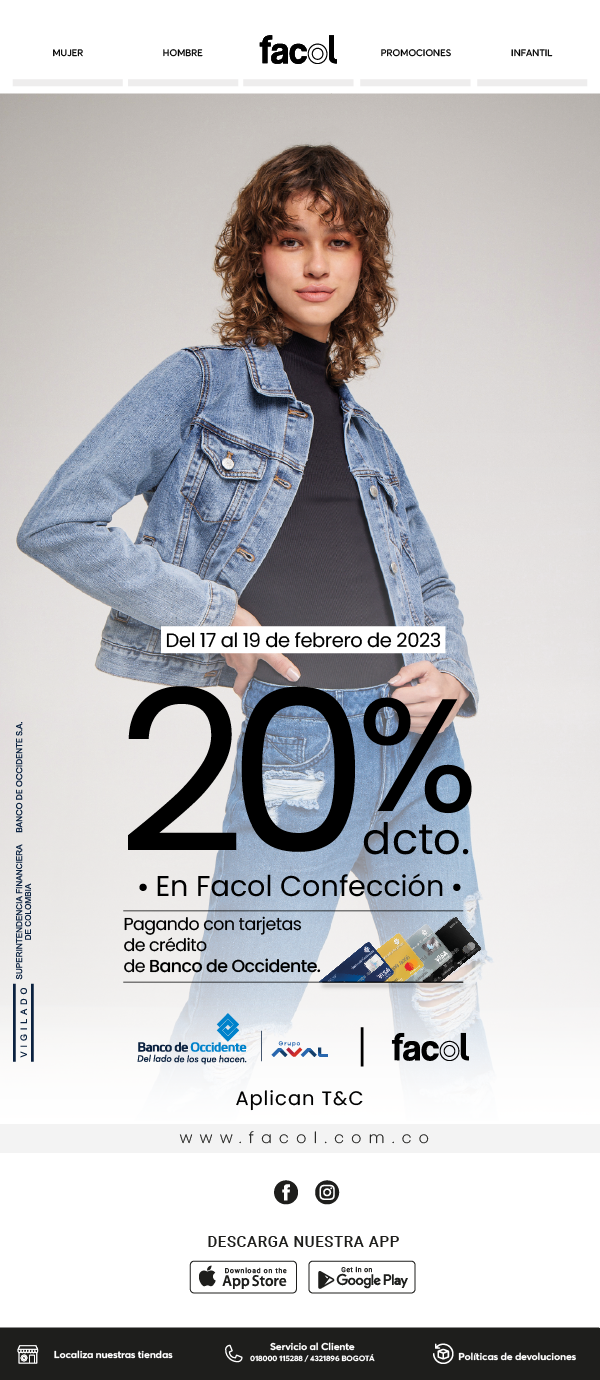 MUJER
HOMBRE
facol
PROMOCIONES
INFANTIL
Del 17 al 19 de febrero de 2023
20%
dcto.
• En Facol Confección •
Pagando con tarjetas
de crédito
de Banco de Occidente.
VIGILADO
SUPERINTENDENCIA FINANCIERA
DE COLOMBIA
BANCO DE OCCIDENTE S.A.
VISA
VISA
Banco de Occidente
Del lado de los que hacen.
Grupo
AVAL
facol
Aplican T&C
www.facol.com.co
DESCARGA NUESTRA APP
Download on the
App Store
Get in on
Google Play
Localiza nuestras tiendas
Servicio al Cliente
018000 115288 / 4321896 BOGOTÁ
Políticas de devoluciones